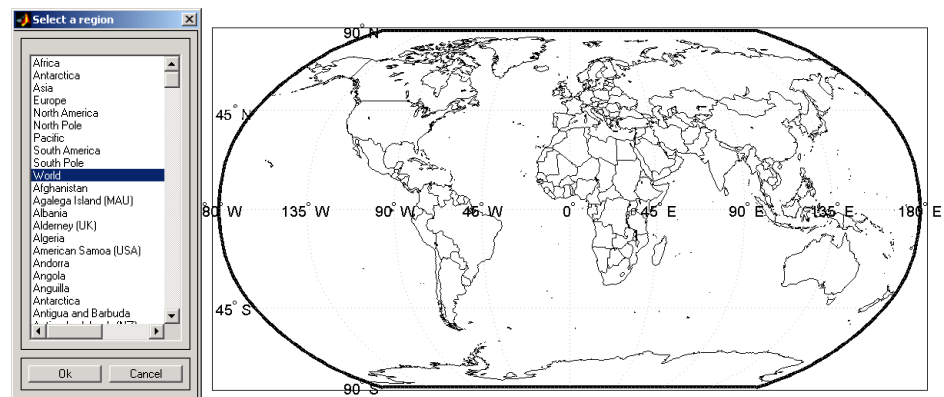 Select a region
Africa
Antarctica
Asia
Europe
North America
North Pole
Pacific
South America
South Pole
World
Afghanistan
Agalega Island (MAU)
Albania
Alderney (UK)
Algeria
American Samoa (USA)
Andorra
Angola
Anguilla
Antarctica
Antigua and Barbuda
Ok
Cancel
90° N
45° N
80° W
135° W
90° W
45° W
0°
45° E
90° E
135° E
180° E
45° S
90° S